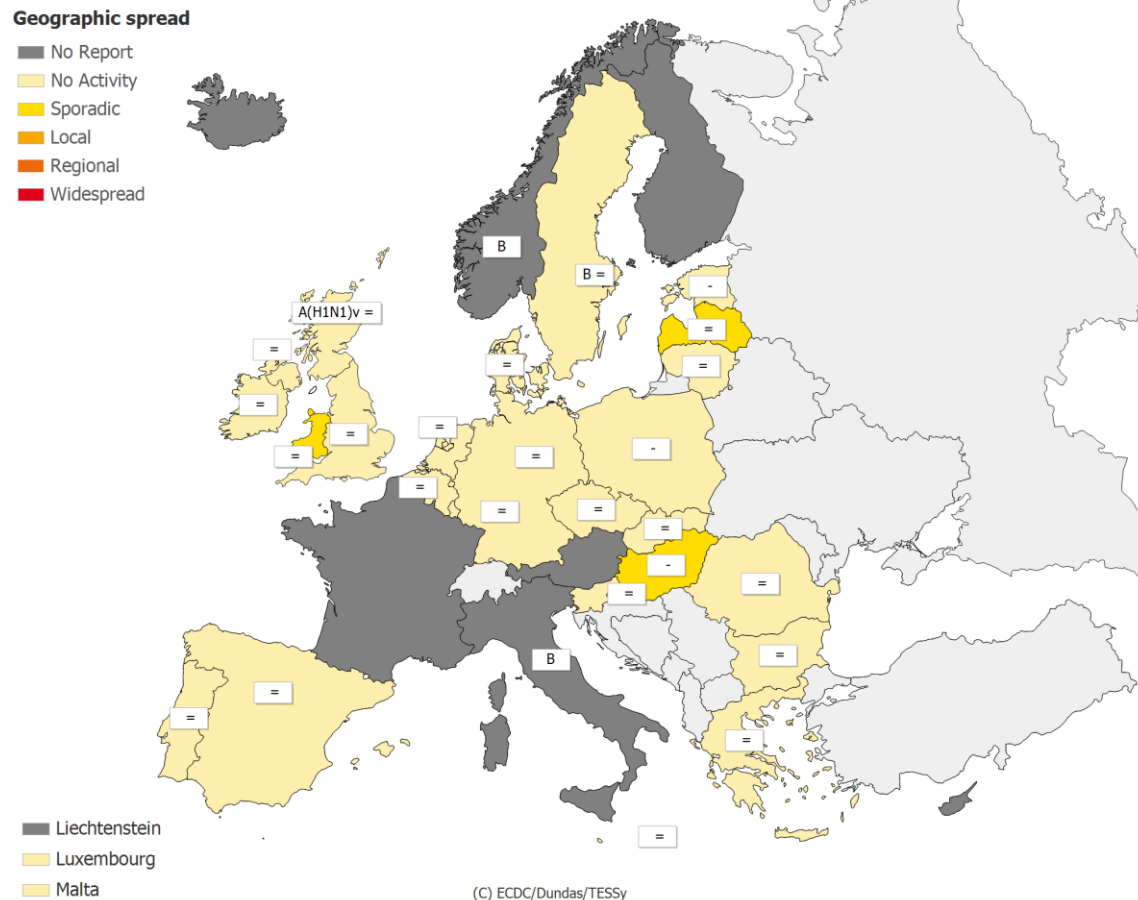 Geographic spread
No Report
No Activity
Sporadic
Local
Regional
Widespread
B
B =
-
A(H1N1)v =
=
=
=
=
=
=
=
=
=
-
=
=
=
=
=
-
=
=
B
=
=
=
=
=
Liechtenstein
Luxembourg
Malta
(C) ECDC/Dundas/TESSy